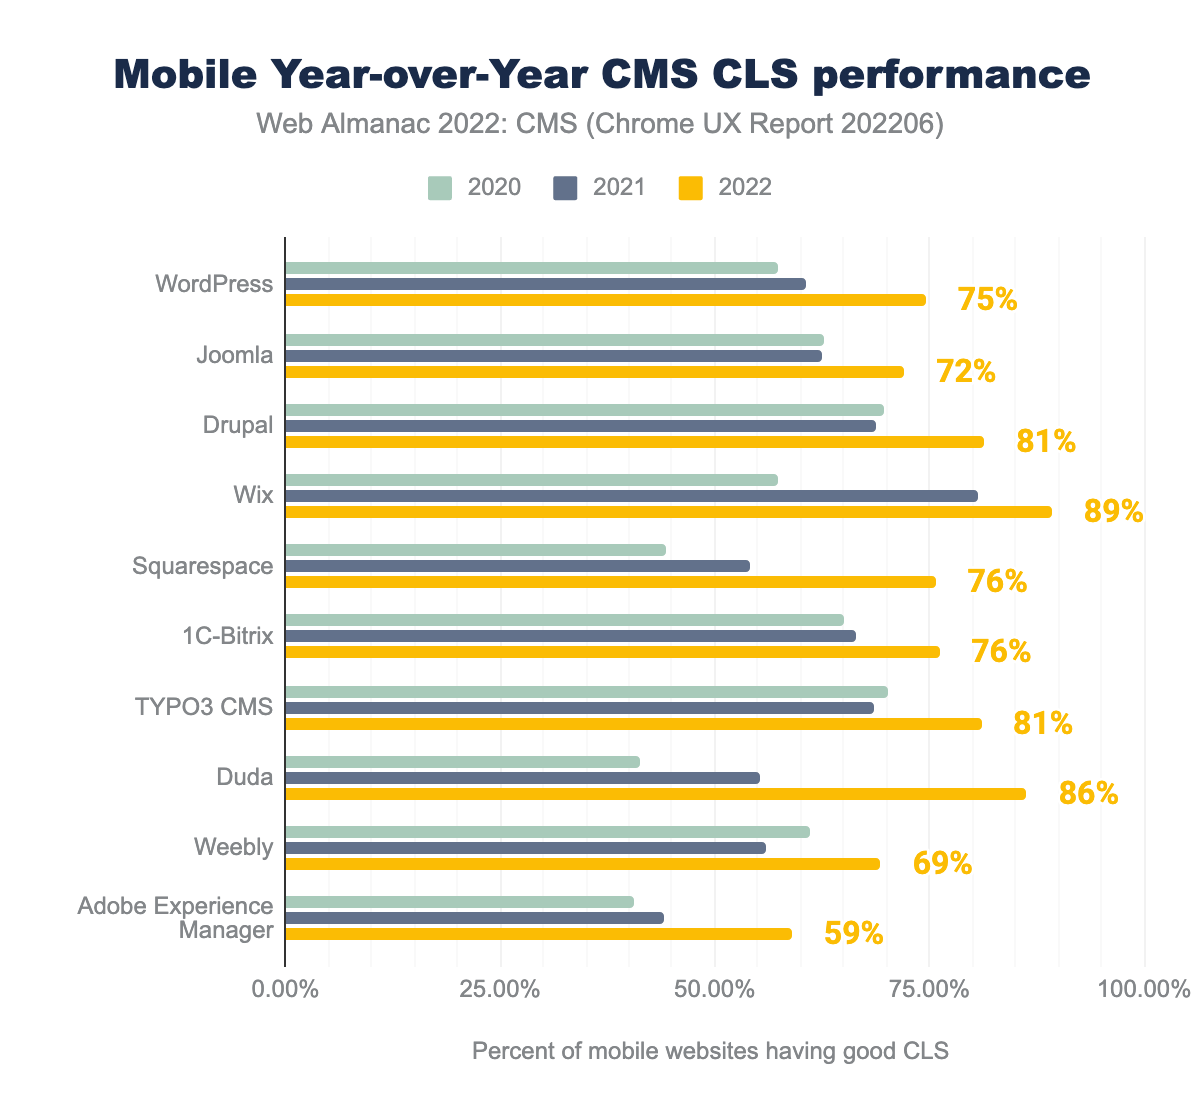 Mobile Year-over-Year CMS CLS performance
Web Almanac 2022: CMS (Chrome UX Report 202206)
2020 2021 2022
WordPress 75%
Joomla 72%
Drupal 81%
Wix 89%
Squarespace 76%
1C-Bitrix 76%
TYPO3 CMS 81%
Duda 86%
Weebly 69%
Adobe Experience
Manager 59%
0.00% 25.00% 50.00% 75.00% 100.00%
Percent of mobile websites having good CLS